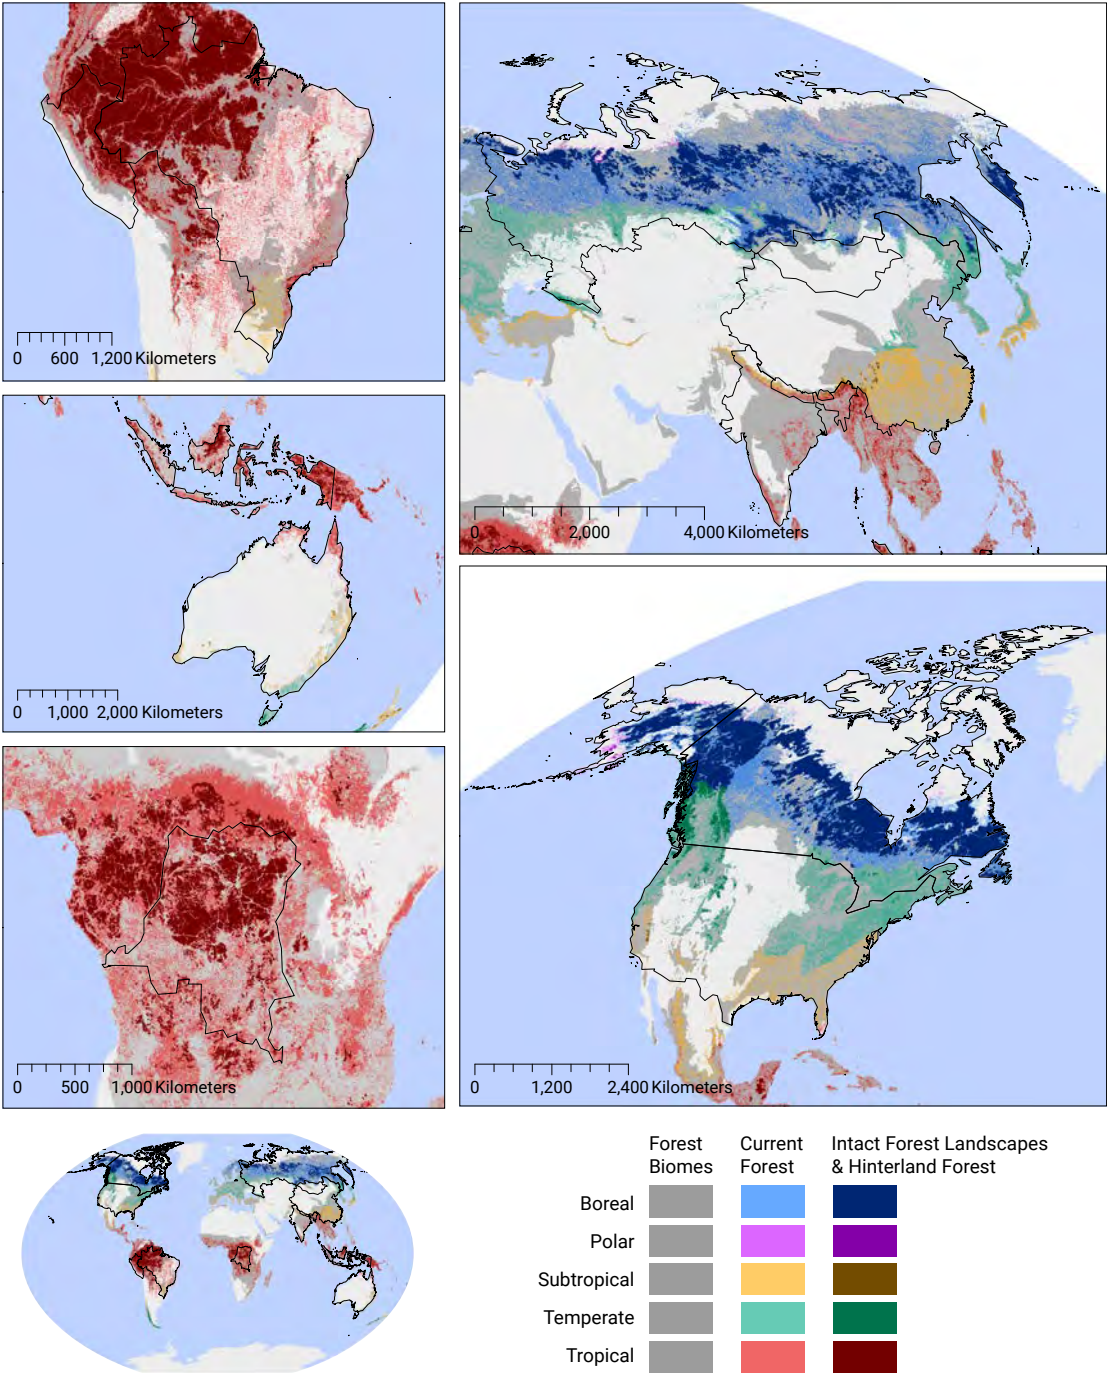 0 600 1,200 Kilometers
0 2,000 4,000 Kilometers
0 1,000 2,000 Kilometers
0 500 1,000 Kilometers
0 1,200 2,400 Kilometers
Forest Biomes
Current Forest
Intact Forest Landscapes
& Hinterland Forest
Boreal
Polar
Subtropical
Temperate
Tropical